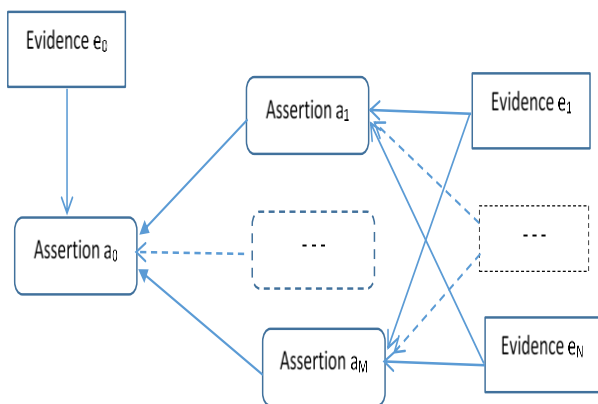 Evidence e₀
Assertion a₁
Evidence e₁
Assertion a₀
---
---
Assertion aM
Evidence eN